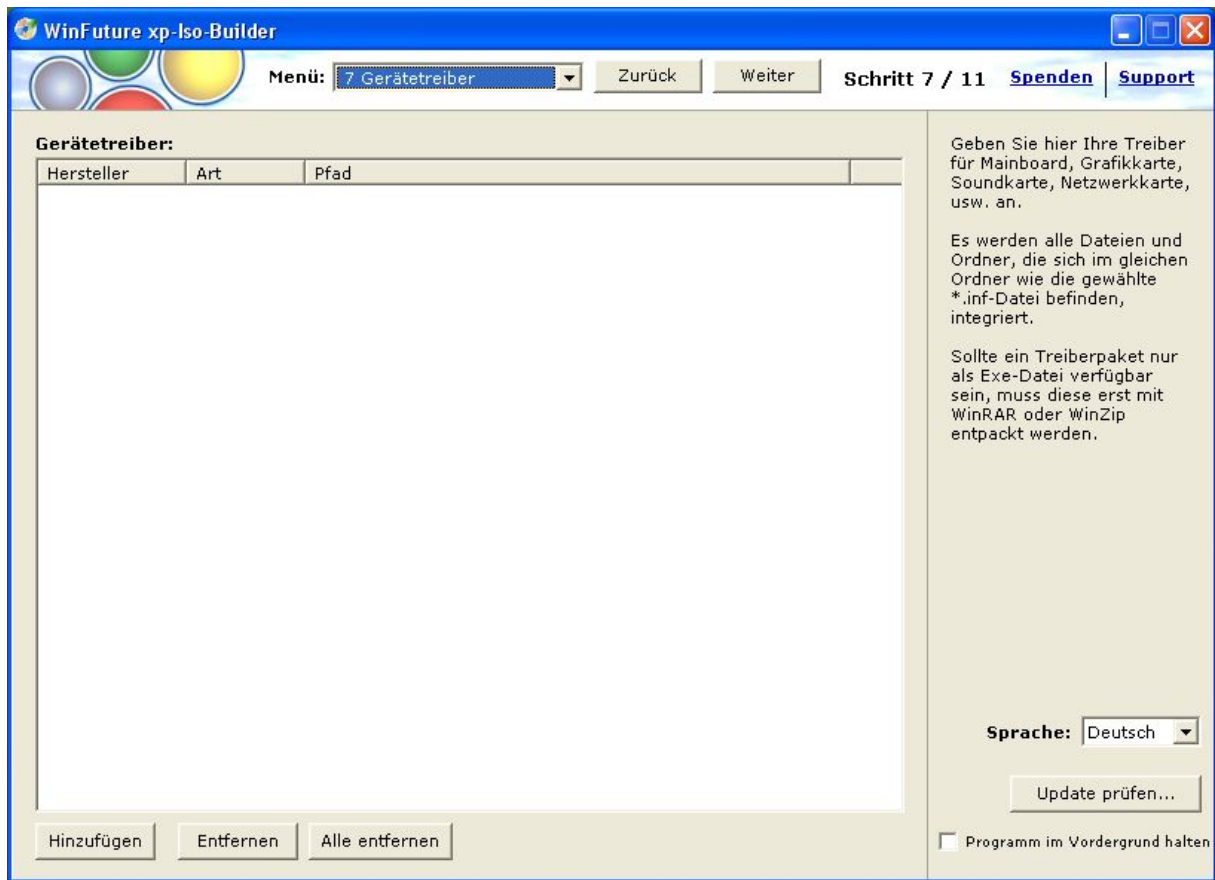 WinFuture xp-Iso-Builder
Menü: 7 Gerätetreiber Zurück Weiter Schritt 7 / 11 Spenden Support
Gerätetreiber:
Hersteller Art Pfad
Geben Sie hier Ihre Treiber
für Mainboard, Grafikkarte,
Soundkarte, Netzwerkkarte,
usw. an.
Es werden alle Dateien und
Ordner, die sich im gleichen
Ordner wie die gewählte
*.inf-Datei befinden,
integriert.
Sollte ein Treiberpaket nur
als Exe-Datei verfügbar
sein, muss diese erst mit
WinRAR oder WinZip
entpackt werden.
Sprache: Deutsch
Update prüfen...
Hinzufügen Entfernen Alle entfernen
Programm im Vordergrund halten